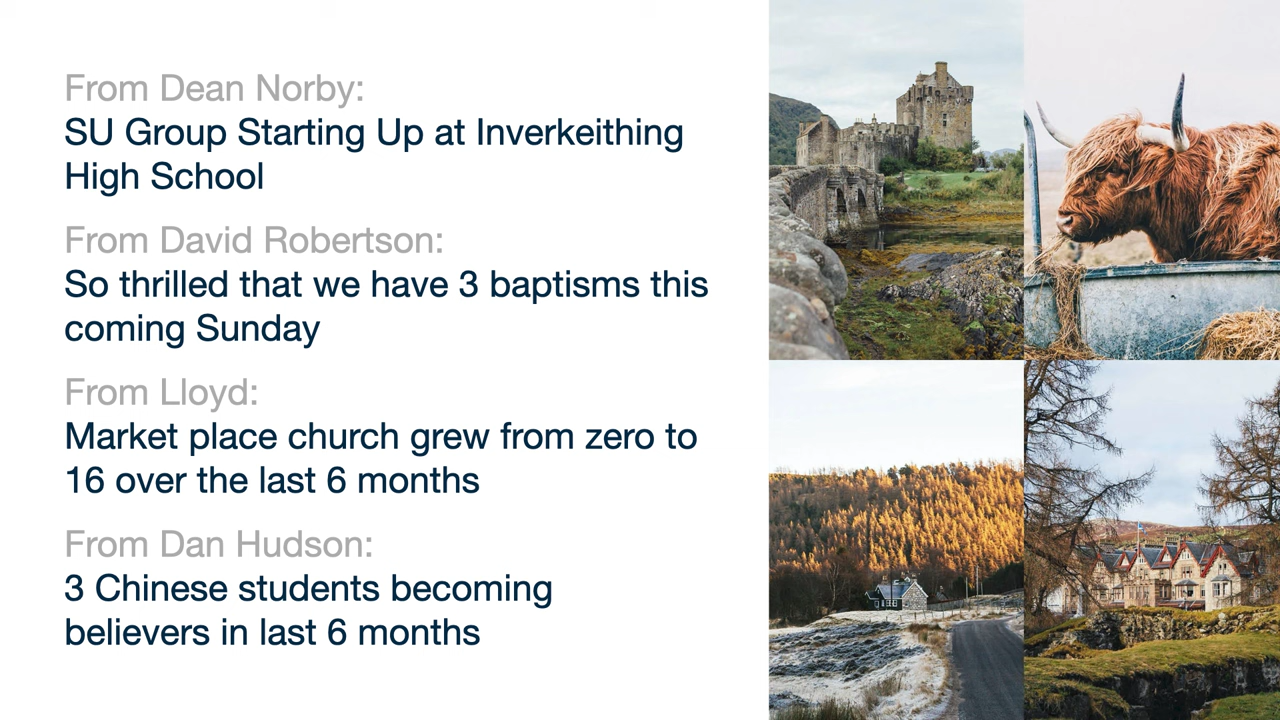 From Dean Norby:
SU Group Starting Up at Inverkeithing
High School
From David Robertson:
So thrilled that we have 3 baptisms this
coming Sunday
From Lloyd:
Market place church grew from zero to
16 over the last 6 months
From Dan Hudson:
3 Chinese students becoming
believers in last 6 months